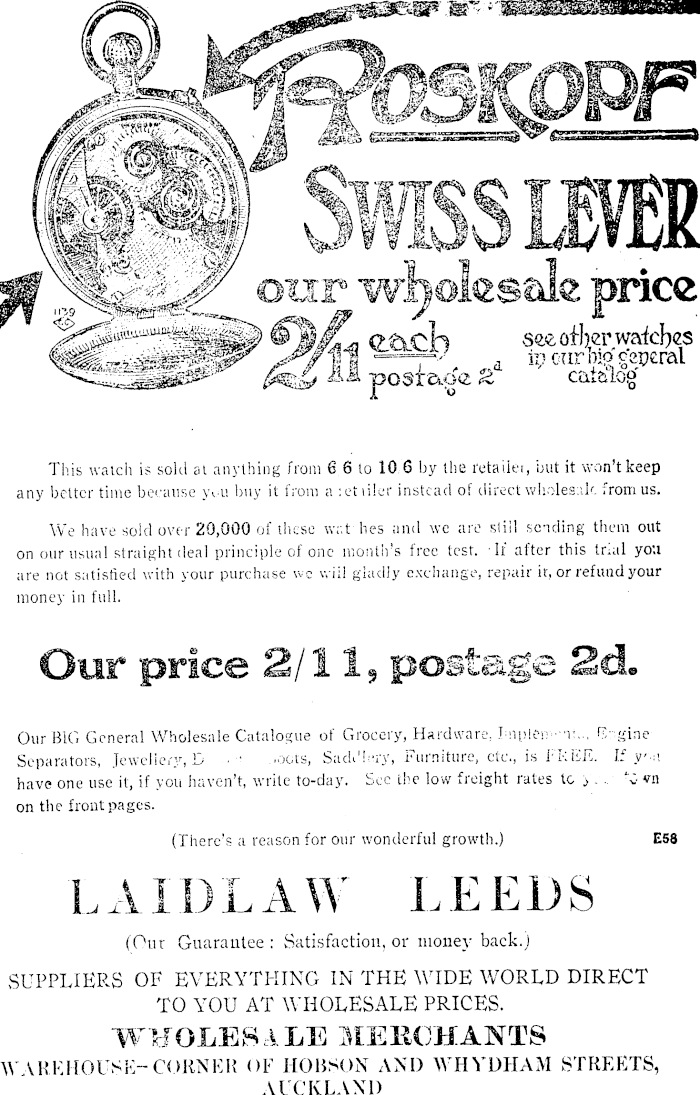 ROSKOPF
SWISS LEVER
our wholesale price
2/11 each postage 2d
see other watches
in our big general
catalog
1139
This watch is sold at anything from 6 6 to 10 6 by the retailer, but it won't keep
any better time because you buy it from a retailer instead of direct wholesale from us.
We have sold over 20,000 of these wat hes and we are still sending them out
on our usual straight deal principle of one month's free test. If after this trial you
are not satisfied with your purchase we will gladly exchange, repair it, or refund your
money in full.
Our price 2/11, postage 2d.
Our BIG General Wholesale Catalogue of Grocery, Hardware, Engine
Separators, Jewellery, Saddlery, Furniture, etc., is FREE. If you
have one use it, if you haven't, write to-day. See the low freight rates to
on the front pages.
(There's a reason for our wonderful growth.) E58
LAIDLAW LEEDS
(Our Guarantee : Satisfaction, or money back.)
SUPPLIERS OF EVERYTHING IN THE WIDE WORLD DIRECT
TO YOU AT WHOLESALE PRICES.
WHOLESALE MERCHANTS
WAREHOUSE—CORNER OF HOBSON AND WHYDHAM STREETS,
AUCKLAND